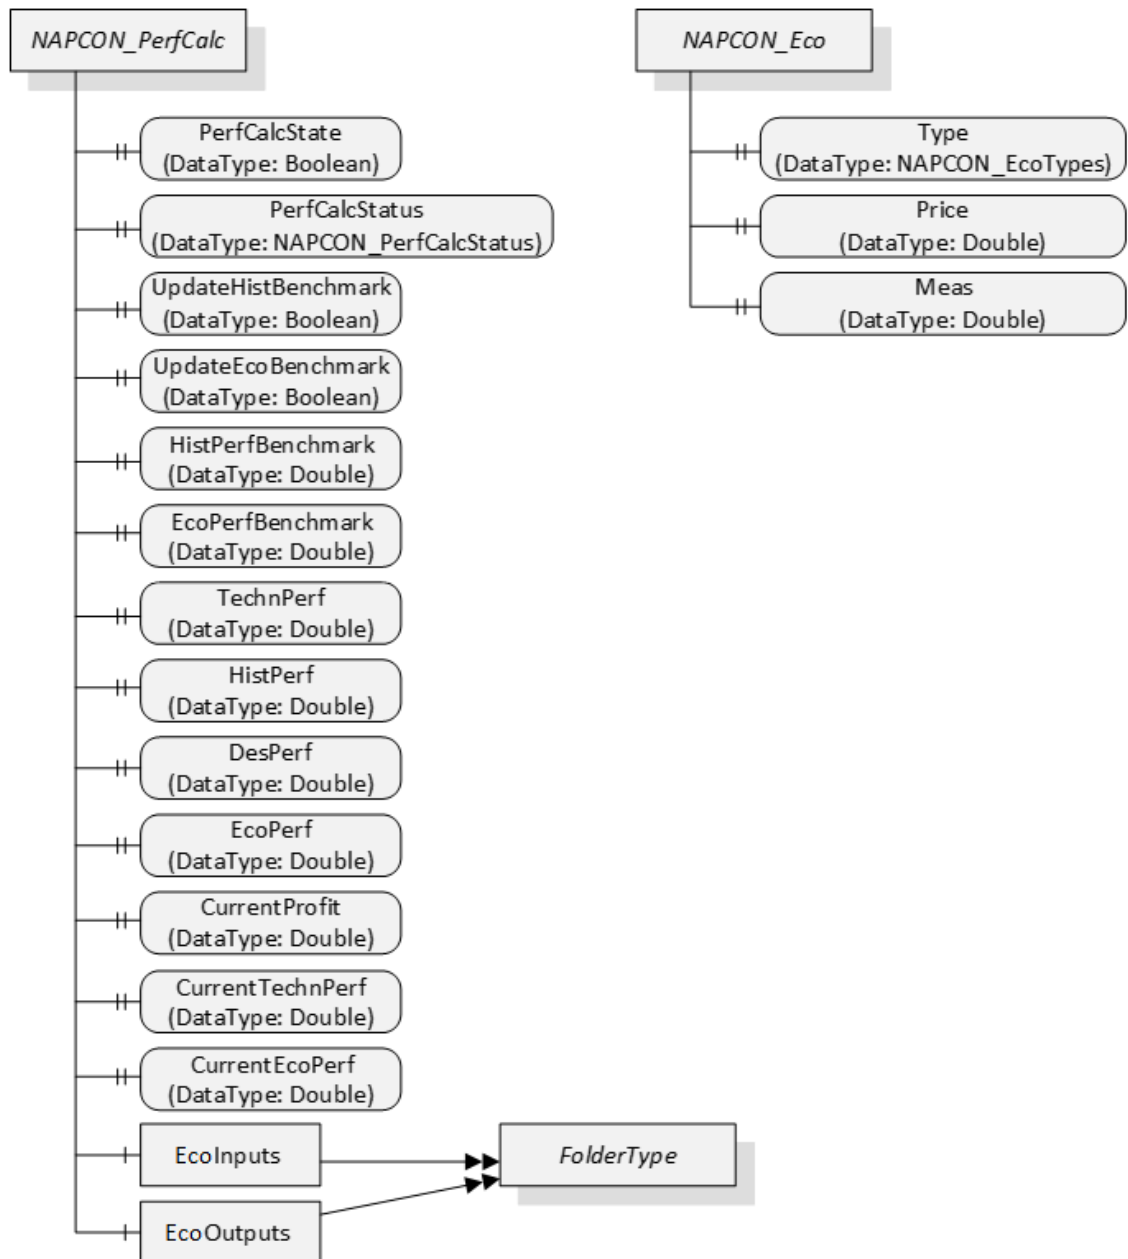 NAPCON_PerfCalc
PerfCalcState
(DataType: Boolean)
PerfCalcStatus
(DataType: NAPCON_PerfCalcStatus)
UpdateHistBenchmark
(DataType: Boolean)
UpdateEcoBenchmark
(DataType: Boolean)
HistPerfBenchmark
(DataType: Double)
EcoPerfBenchmark
(DataType: Double)
TechnPerf
(DataType: Double)
HistPerf
(DataType: Double)
DesPerf
(DataType: Double)
EcoPerf
(DataType: Double)
CurrentProfit
(DataType: Double)
CurrentTechnPerf
(DataType: Double)
CurrentEcoPerf
(DataType: Double)
EcoInputs
EcoOutputs
FolderType
NAPCON_Eco
Type
(DataType: NAPCON_EcoTypes)
Price
(DataType: Double)
Meas
(DataType: Double)